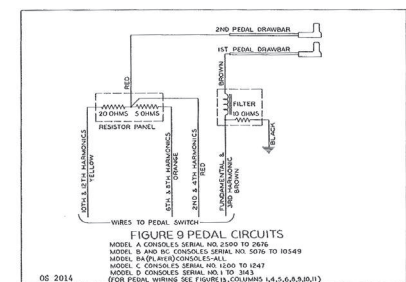 2ND PEDAL DRAWBAR
1ST PEDAL DRAWBAR
RED
BROWN
20 OHMS
5 OHMS
RESISTOR PANEL
FILTER
10 OHMS
BLACK
10TH & 12TH HARMONICS
YELLOW
6TH & 8TH HARMONICS
ORANGE
2ND & 4TH HARMONICS
RED
FUNDAMENTAL &
3RD HARMONIC
BROWN
WIRES TO PEDAL SWITCH
FIGURE 9 PEDAL CIRCUITS
MODEL A CONSOLES SERIAL NO. 2500 TO 2676
MODEL B AND BC CONSOLES SERIAL NO. 5076 TO 10549
MODEL BA(PLAYER)CONSOLES-ALL
MODEL C CONSOLES SERIAL NO. 1200 TO 1247
MODEL D CONSOLES SERIAL NO. 1 TO 3143
(FOR PEDAL WIRING SEE FIGURE 15, COLUMNS 1,4,5,6,8,9,10,11)
OS 2014